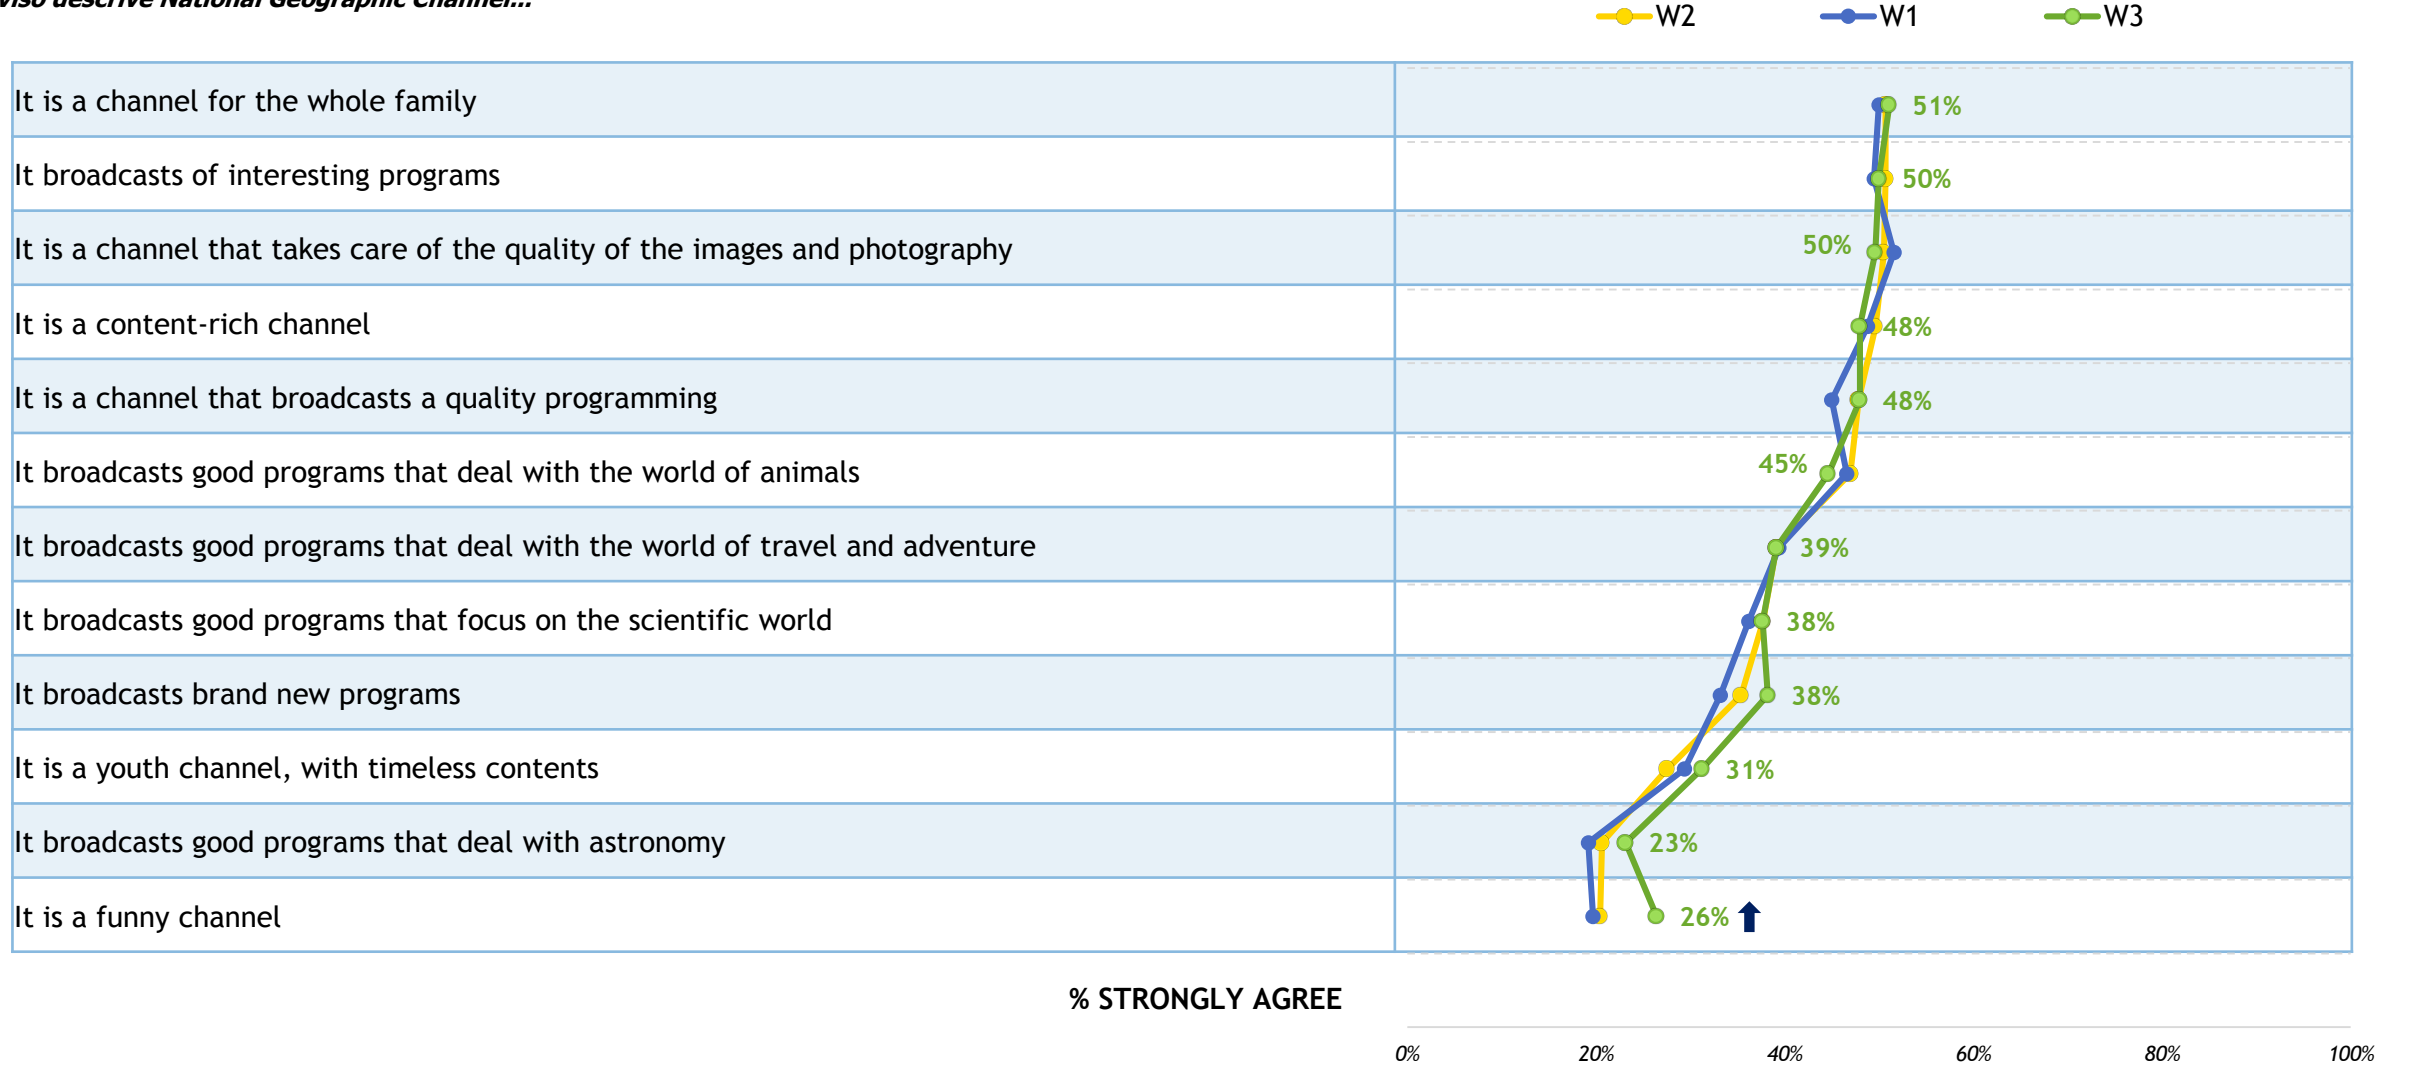 descrive National Geographic Channel...
W2 W1 W3
It is a channel for the whole family 51%
It broadcasts of interesting programs 50%
It is a channel that takes care of the quality of the images and photography 50%
It is a content-rich channel 48%
It is a channel that broadcasts a quality programming 48%
It broadcasts good programs that deal with the world of animals 45%
It broadcasts good programs that deal with the world of travel and adventure 39%
It broadcasts good programs that focus on the scientific world 38%
It broadcasts brand new programs 38%
It is a youth channel, with timeless contents 31%
It broadcasts good programs that deal with astronomy 23%
It is a funny channel 26%
% STRONGLY AGREE
0% 20% 40% 60% 80% 100%